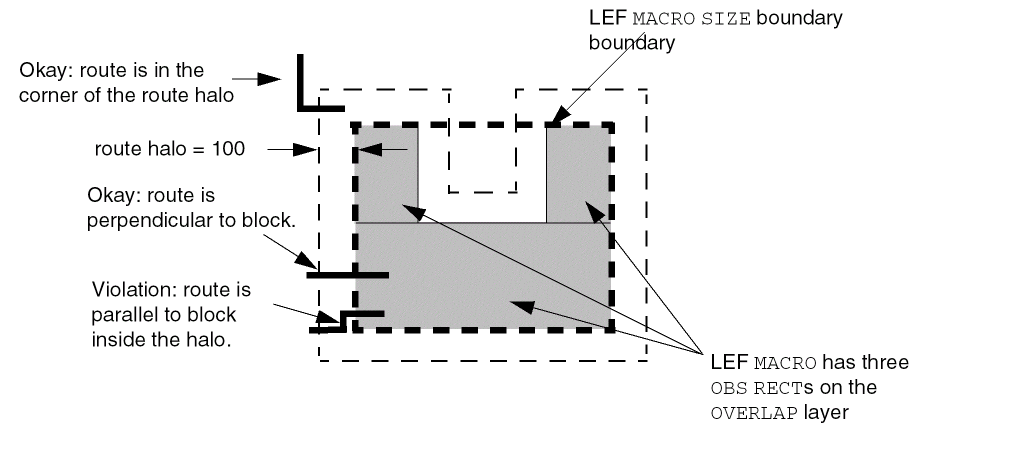 LEF MACRO SIZE boundary
boundary
Okay: route is in the
corner of the route halo
route halo = 100
Okay: route is
perpendicular to block.
Violation: route is
parallel to block
inside the halo.
LEF MACRO has three
OBS RECTs on the
OVERLAP layer